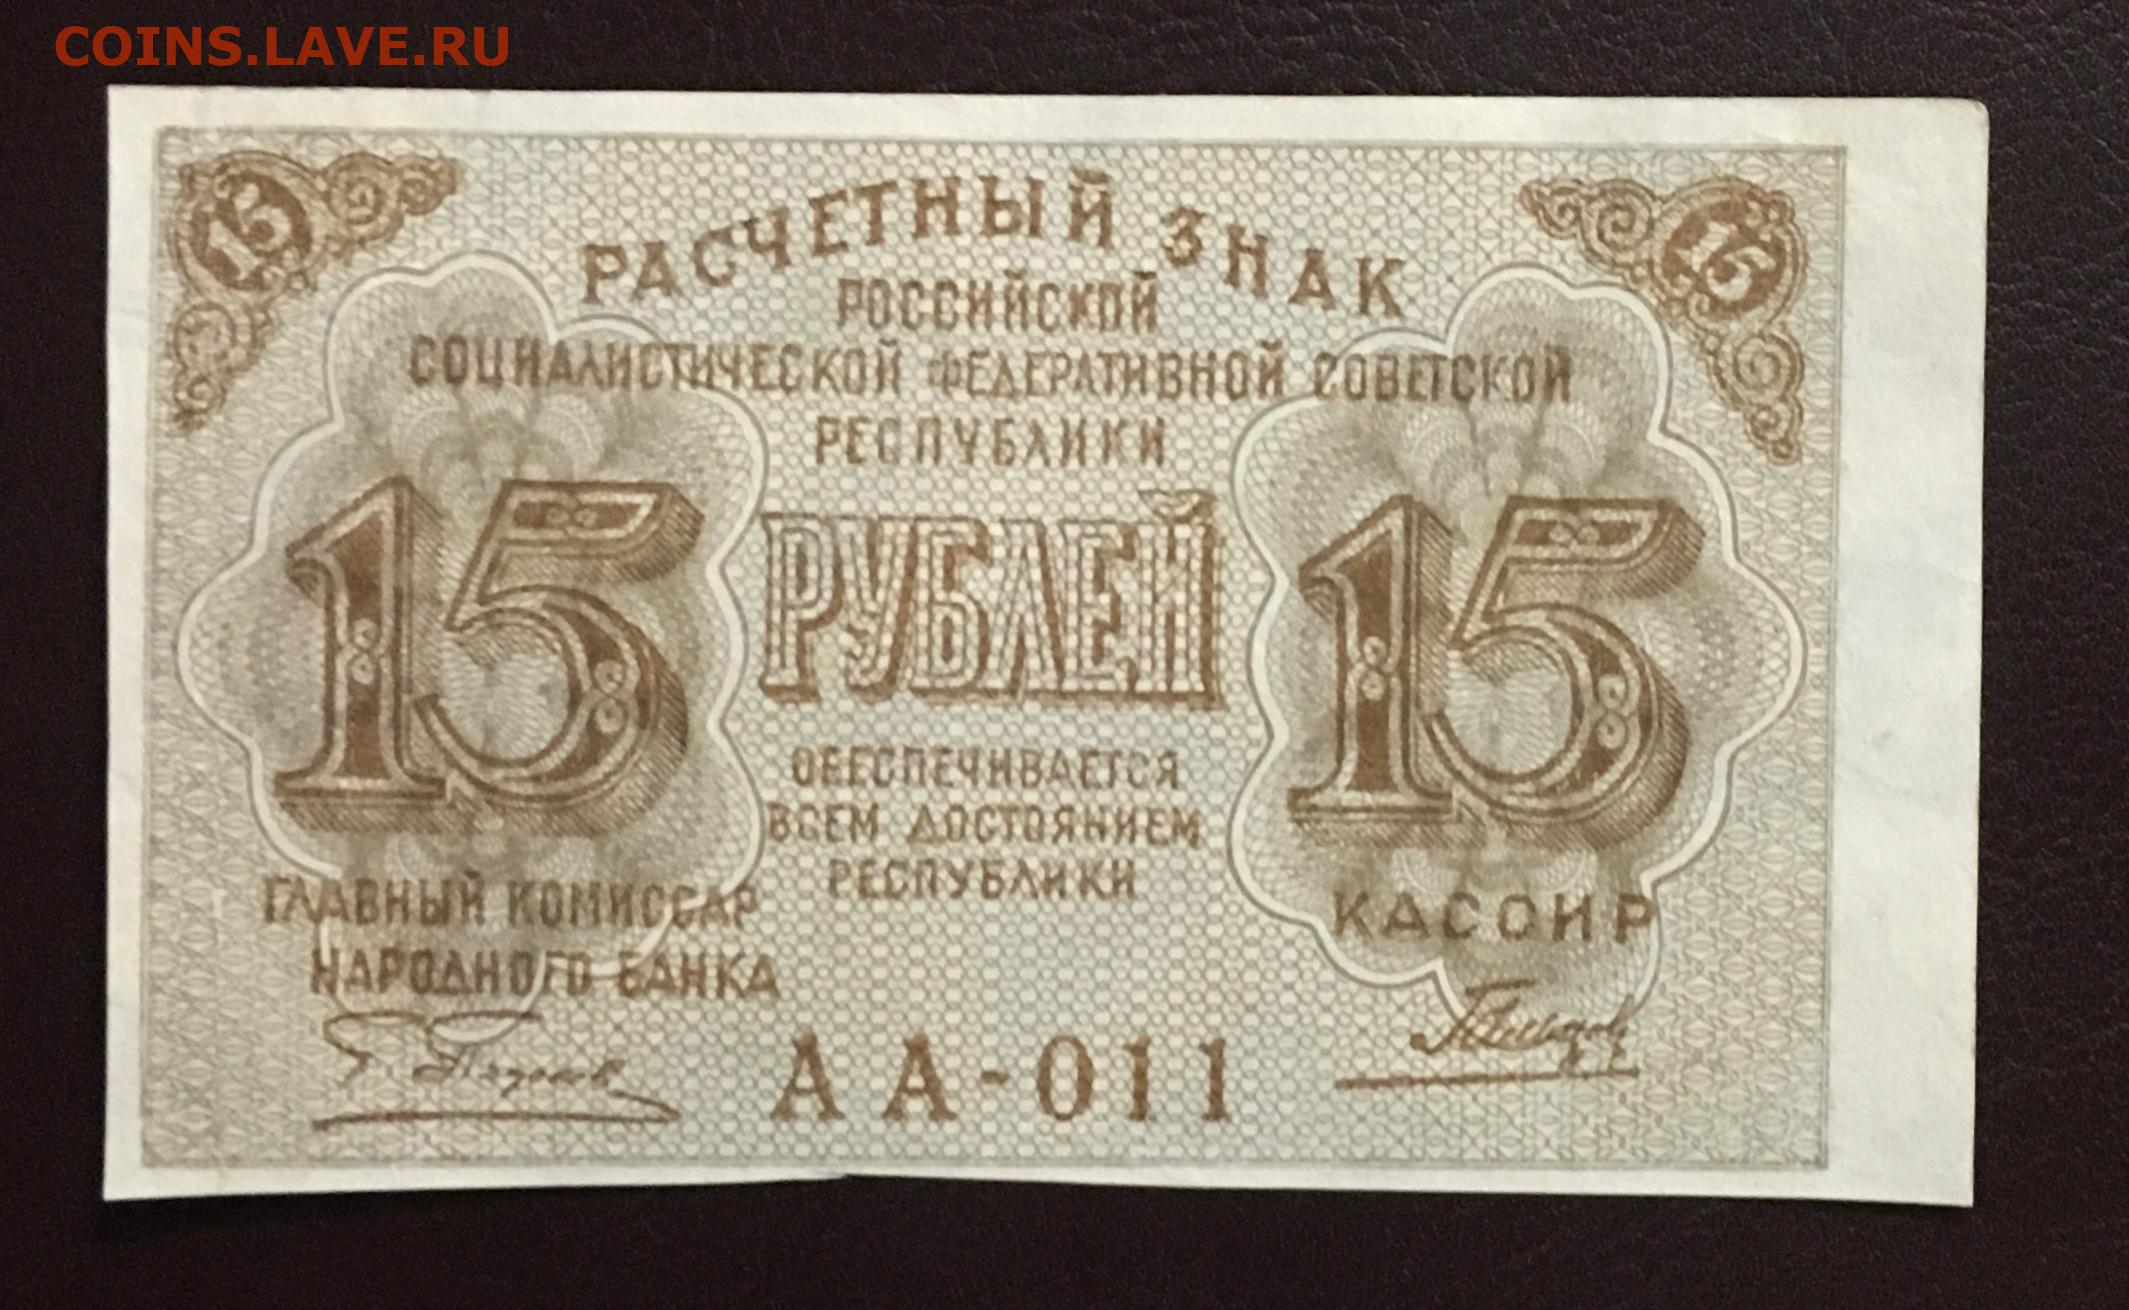 COINS.LAVE.RU
15 15
РАСЧЕТНЫЙ ЗНАК
РОССИЙСКОЙ
СОЦИАЛИСТИЧЕСКОЙ ФЕДЕРАТИВНОЙ СОВЕТСКОЙ
РЕСПУБЛИКИ
15 РУБЛЕЙ 15
ОБЕСПЕЧИВАЕТСЯ
ВСЕМ ДОСТОЯНИЕМ
РЕСПУБЛИКИ
ГЛАВНЫЙ КОМИССАР
НАРОДНОГО БАНКА
КАССИР
АА-011